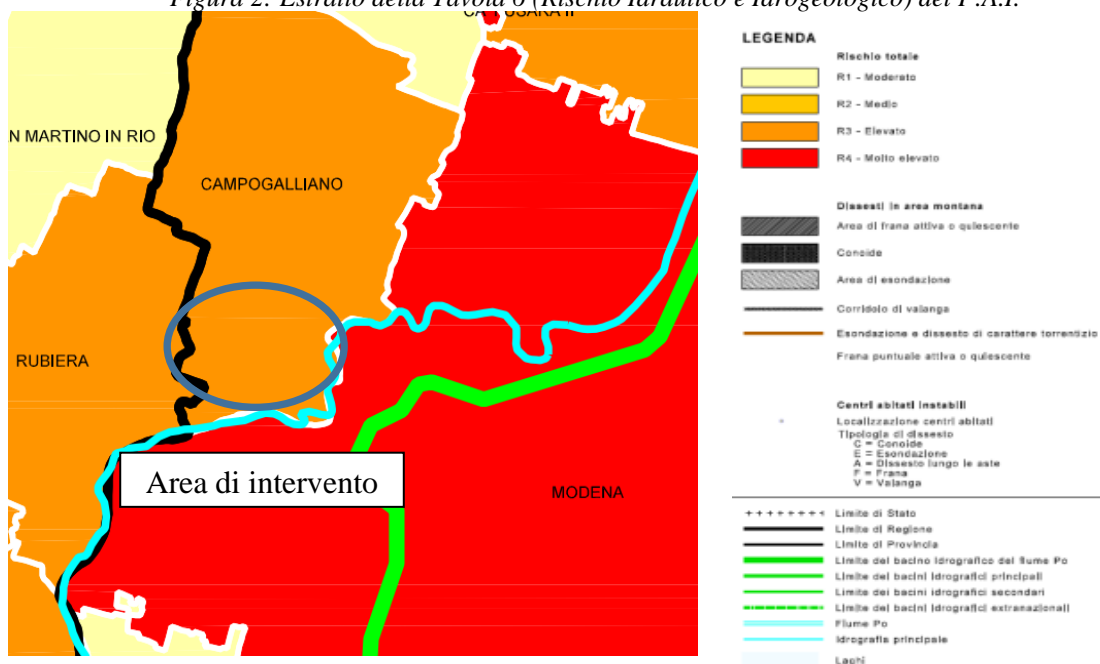 Figura 2: Estratto della Tavola 6 (Rischio Idraulico e Idrogeologico) del P.A.I.
N MARTINO IN RIO
CAMPOGALLIANO
RUBIERA
Area di intervento
MODENA
LEGENDA
Rischio totale
R1 - Moderato
R2 - Medio
R3 - Elevato
R4 - Molto elevato
Dissesti in area montana
Area di frana attiva o quiescente
Conoide
Area di esondazione
Corridoio di valanga
Esondazione e dissesto di carattere torrentizio
Frana puntuale attiva o quiescente
Centri abitati instabili
Localizzazione centri abitati
Tipologia di dissesto
C = Conoide
E = Esondazione
A = Dissesto lungo le aste
F = Frana
V = Valanga
Limite di Stato
Limite di Regione
Limite di Provincia
Limite del bacino idrografico del fiume Po
Limite dei bacini idrografici principali
Limite dei bacini idrografici secondari
Limite dei bacini idrografici extranazionali
Fiume Po
Idrografia principale
Laghi